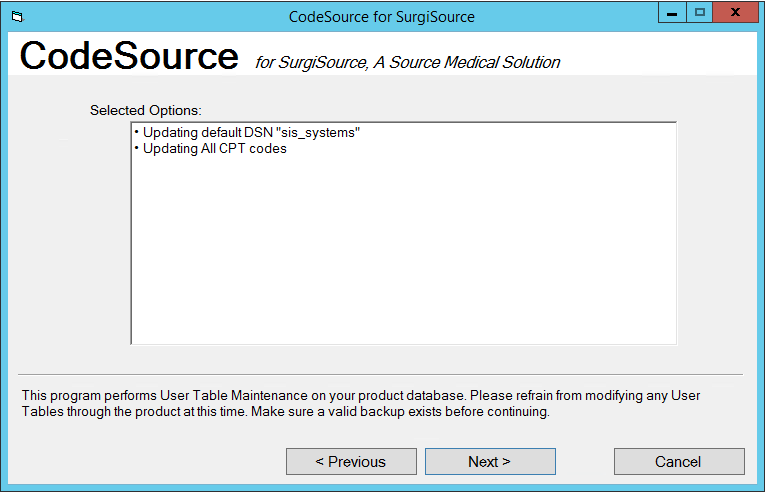 CodeSource for SurgiSource
CodeSource for SurgiSource, A Source Medical Solution
Selected Options:
• Updating default DSN "sis_systems"
• Updating All CPT codes
This program performs User Table Maintenance on your product database. Please refrain from modifying any User
Tables through the product at this time. Make sure a valid backup exists before continuing.
< Previous Next > Cancel